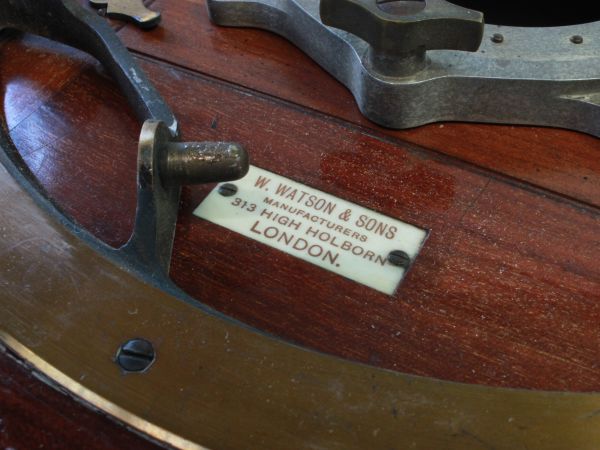 W. WATSON & SONS
MANUFACTURERS
313 HIGH HOLBORN
LONDON.